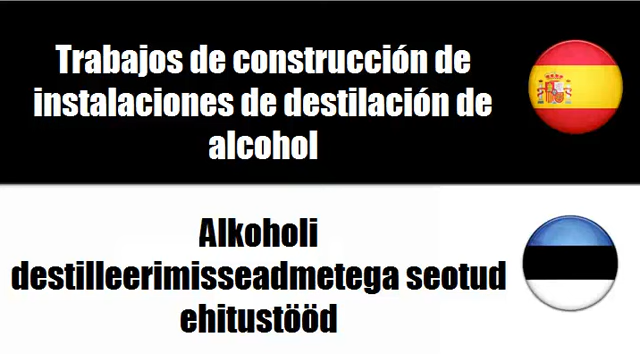 Trabajos de construcción de
instalaciones de destilación de
alcohol
Alkoholi
destilleerimisseadmetega seotud
ehitustööd